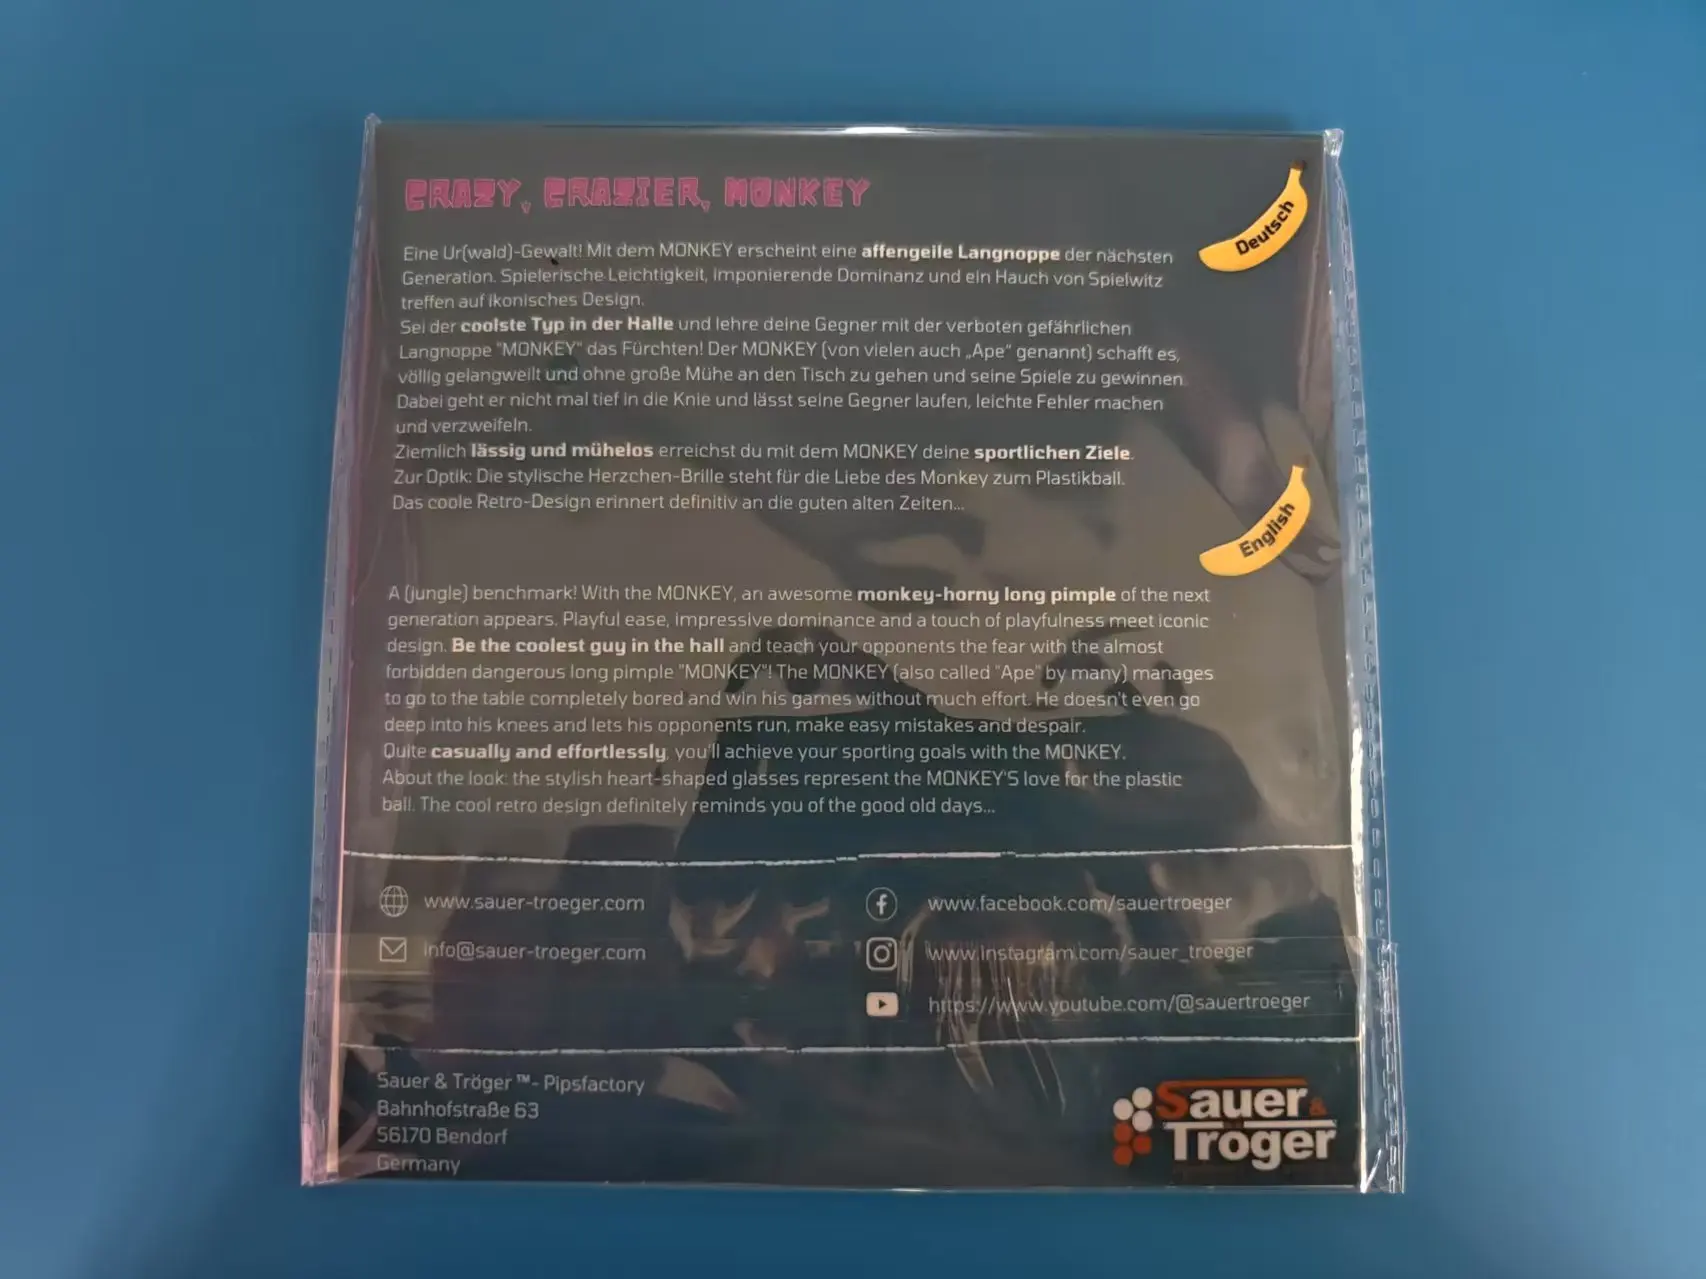 CRAZY, CRAZIER, MONKEY
Deutsch
Eine Ur(wald)-Gewalt! Mit dem MONKEY erscheint eine affengeile Langnoppe der nächsten
Generation. Spielerische Leichtigkeit, imponierende Dominanz und ein Hauch von Spielwitz
treffen auf ikonisches Design.
Sei der coolste Typ in der Halle und lehre deine Gegner mit der verboten gefährlichen
Langnoppe "MONKEY" das Fürchten! Der MONKEY (von vielen auch „Ape“ genannt) schafft es,
völlig gelangweilt und ohne große Mühe an den Tisch zu gehen und seine Spiele zu gewinnen.
Dabei geht er nicht mal tief in die Knie und lässt seine Gegner laufen, leichte Fehler machen
und verzweifeln.
Ziemlich lässig und mühelos erreichst du mit dem MONKEY deine sportlichen Ziele.
Zur Optik: Die stylische Herzchen-Brille steht für die Liebe des Monkey zum Plastikball.
Das coole Retro-Design erinnert definitiv an die guten alten Zeiten...
English
A (jungle) benchmark! With the MONKEY, an awesome monkey-horny long pimple of the next
generation appears. Playful ease, impressive dominance and a touch of playfulness meet iconic
design. Be the coolest guy in the hall and teach your opponents the fear with the almost
forbidden dangerous long pimple "MONKEY"! The MONKEY (also called "Ape" by many) manages
to go to the table completely bored and win his games without much effort. He doesn't even go
deep into his knees and lets his opponents run, make easy mistakes and despair.
Quite casually and effortlessly, you'll achieve your sporting goals with the MONKEY.
About the look: the stylish heart-shaped glasses represent the MONKEY'S love for the plastic
ball. The cool retro design definitely reminds you of the good old days...
www.sauer-troeger.com
www.facebook.com/sauertroeger
info@sauer-troeger.com
www.instagram.com/sauer_troeger
https://www.youtube.com/@sauertroeger
Sauer & Tröger ™- Pipsfactory
Bahnhofstraße 63
56170 Bendorf
Germany
Sauer &
Tröger